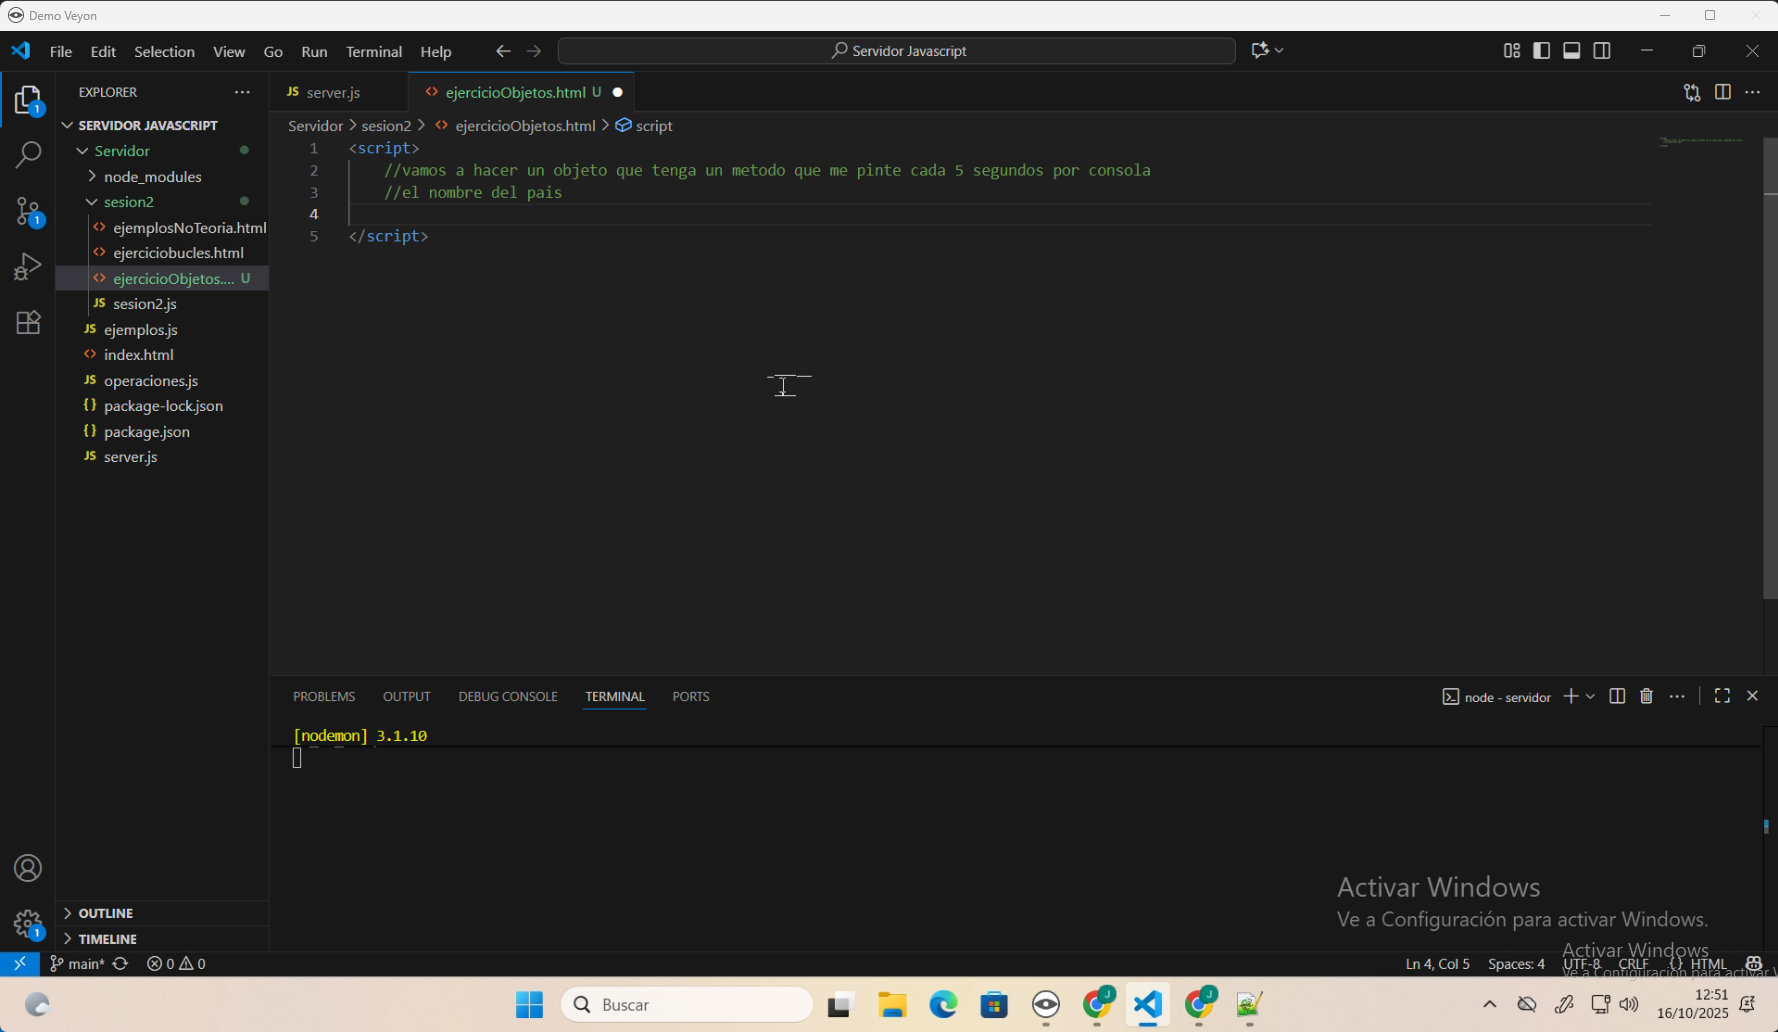 Demo Veyon
File Edit Selection View Go Run Terminal Help
Servidor Javascript
EXPLORER
JS server.js
<> ejercicioObjetos.html U
SERVIDOR JAVASCRIPT
Servidor
node_modules
sesion2
<> ejemplosNoTeoria.html
<> ejerciciobucles.html
<> ejercicioObjetos.... U
JS sesion2.js
JS ejemplos.js
<> index.html
JS operaciones.js
{} package-lock.json
{} package.json
JS server.js
OUTLINE
TIMELINE
Servidor > sesion2 > <> ejercicioObjetos.html > script
1 <script>
2 //vamos a hacer un objeto que tenga un metodo que me pinte cada 5 segundos por consola
3 //el nombre del pais
4
5 </script>
PROBLEMS OUTPUT DEBUG CONSOLE TERMINAL PORTS
node - servidor
[nodemon] 3.1.10
Activar Windows
Ve a Configuración para activar Windows.
Activar Windows
Ve a Configuración para activar W
main* 0 0
Ln 4, Col 5 Spaces: 4 UTF-8 CRLF {} HTML
Buscar
12:51
16/10/2025